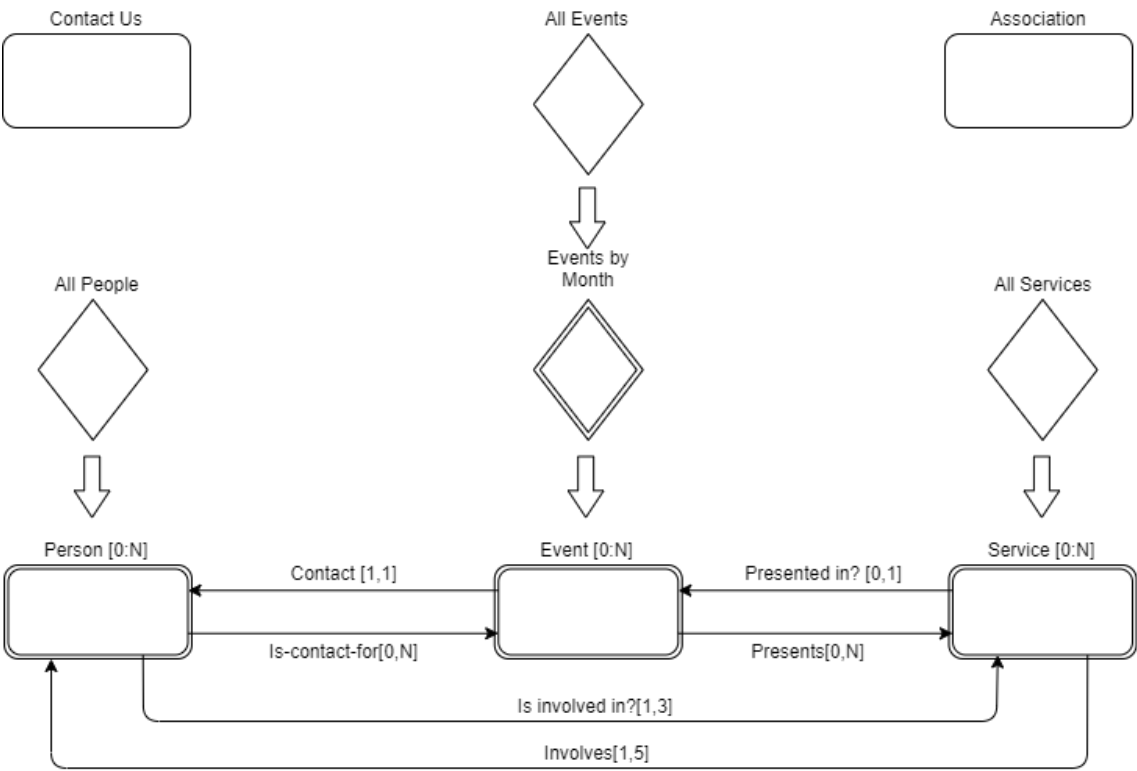 Contact Us
All Events
Association
Events by
Month
All People
All Services
Person [0:N]
Event [0:N]
Service [0:N]
Contact [1,1]
Presented in? [0,1]
Is-contact-for[0,N]
Presents[0,N]
Is involved in?[1,3]
Involves[1,5]